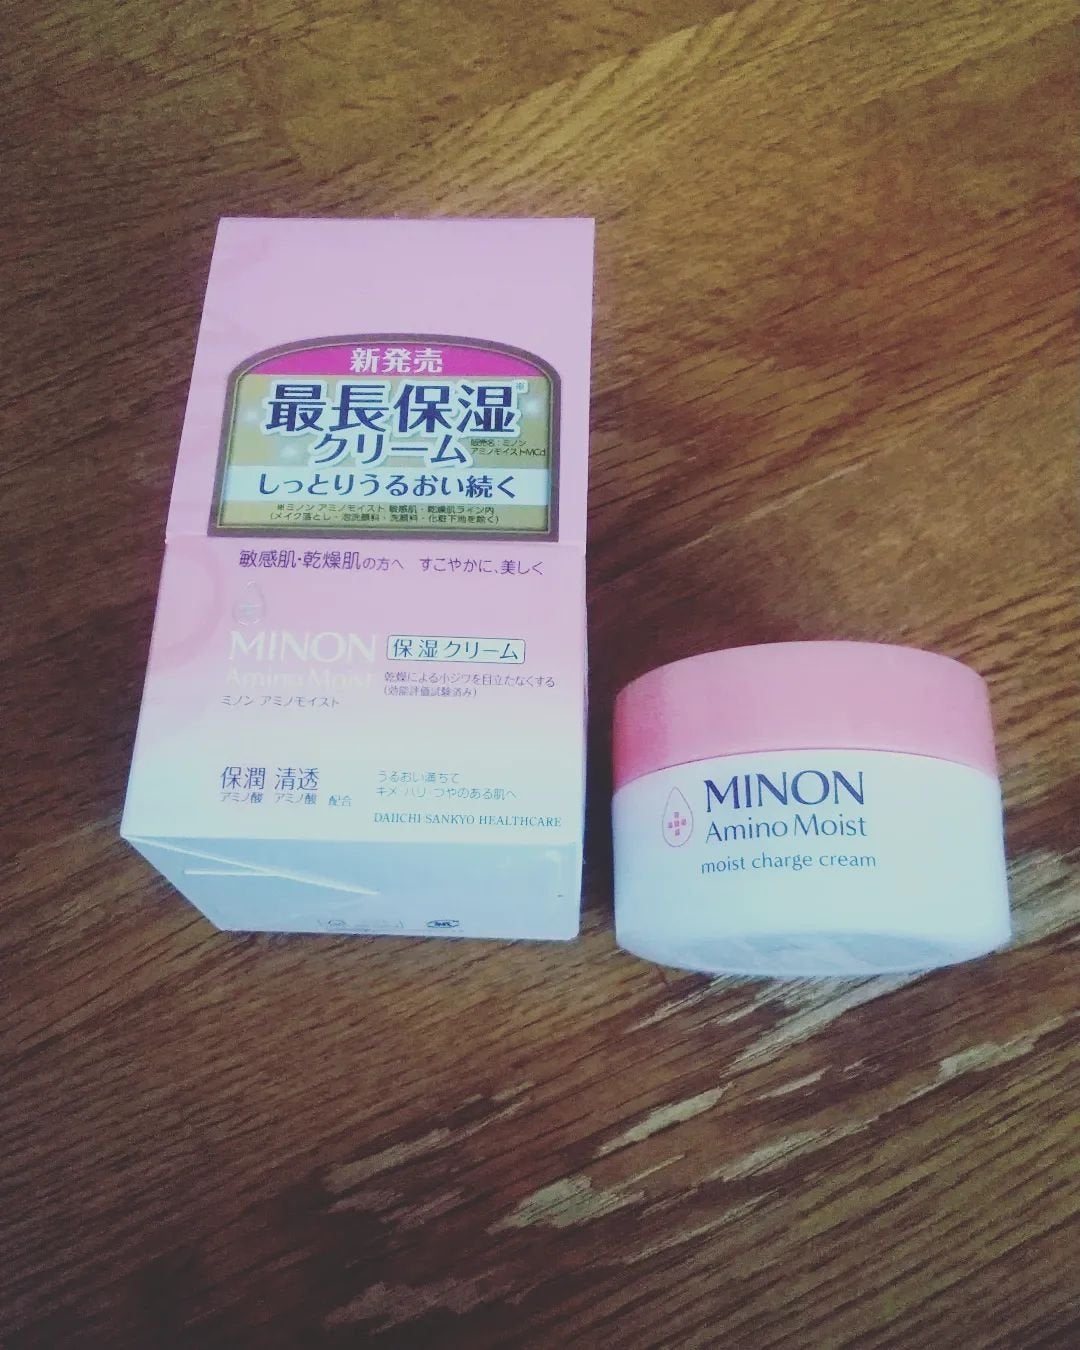 新発売
最長保湿※
クリーム
販売名：ミノン
アミノモイストMCd
しっとりうるおい続く
※ミノン アミノモイスト 敏感肌・乾燥肌ライン内
(メイク落とし・泡洗顔料・洗顔料・化粧下地を除く)
敏感肌・乾燥肌の方へ すこやかに、美しく
MINON
保湿クリーム
Amino Moist
乾燥による小ジワを目立たなくする
(効能評価試験済み)
ミノン アミノモイスト
保潤 清透
アミノ酸 アミノ酸 配合
うるおい満ちて
キメ・ハリ・つやのある肌へ
DAIICHI SANKYO HEALTHCARE
MINON
Amino Moist
moist charge cream